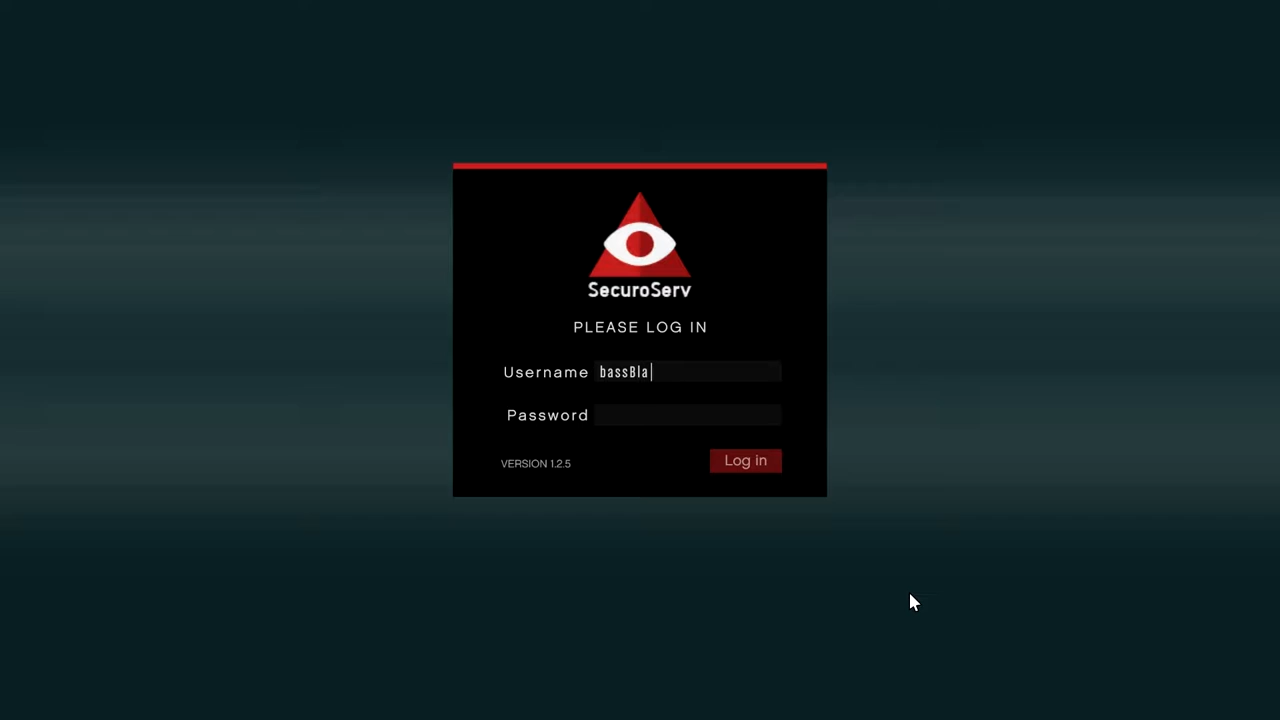 SecuroServ
PLEASE LOG IN
Username bassBla
Password
VERSION 1.2.5 Log in